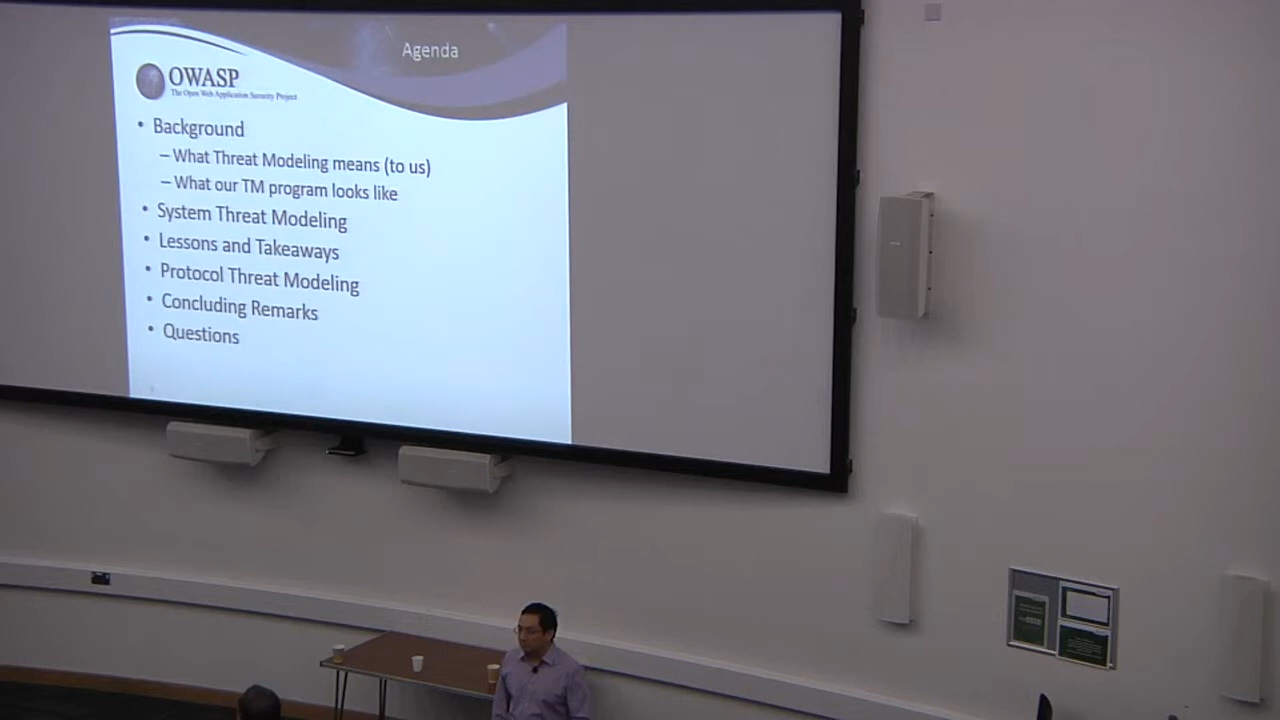 Agenda
OWASP
The Open Web Application Security Project
• Background
– What Threat Modeling means (to us)
– What our TM program looks like
• System Threat Modeling
• Lessons and Takeaways
• Protocol Threat Modeling
• Concluding Remarks
• Questions